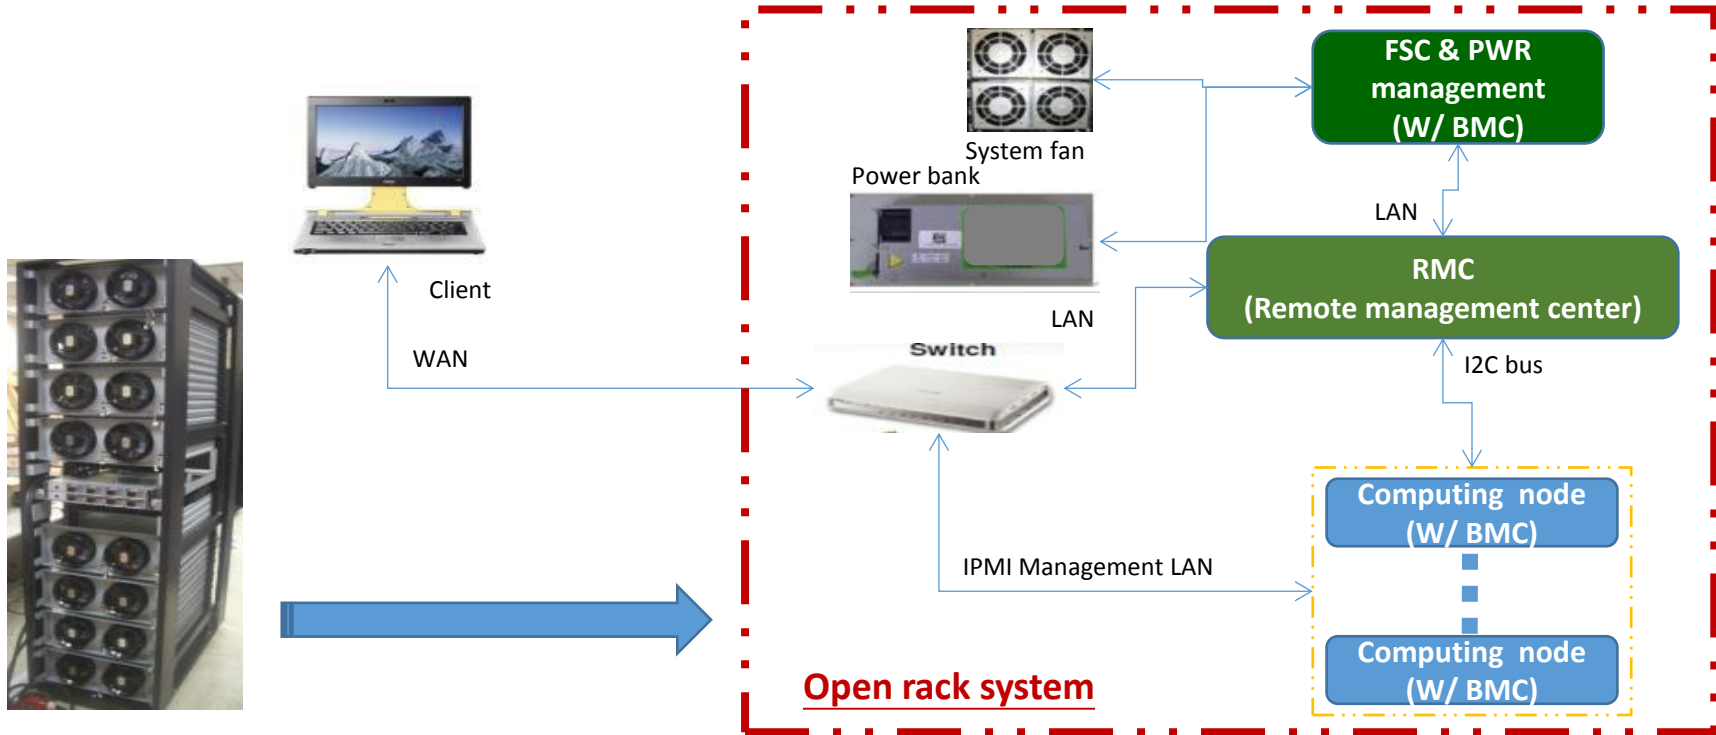 FSC & PWR
management
(W/ BMC)
System fan
Power bank
LAN
RMC
(Remote management center)
Client
LAN
Switch
WAN
I2C bus
Computing node
(W/ BMC)
IPMI Management LAN
Computing node
(W/ BMC)
Open rack system